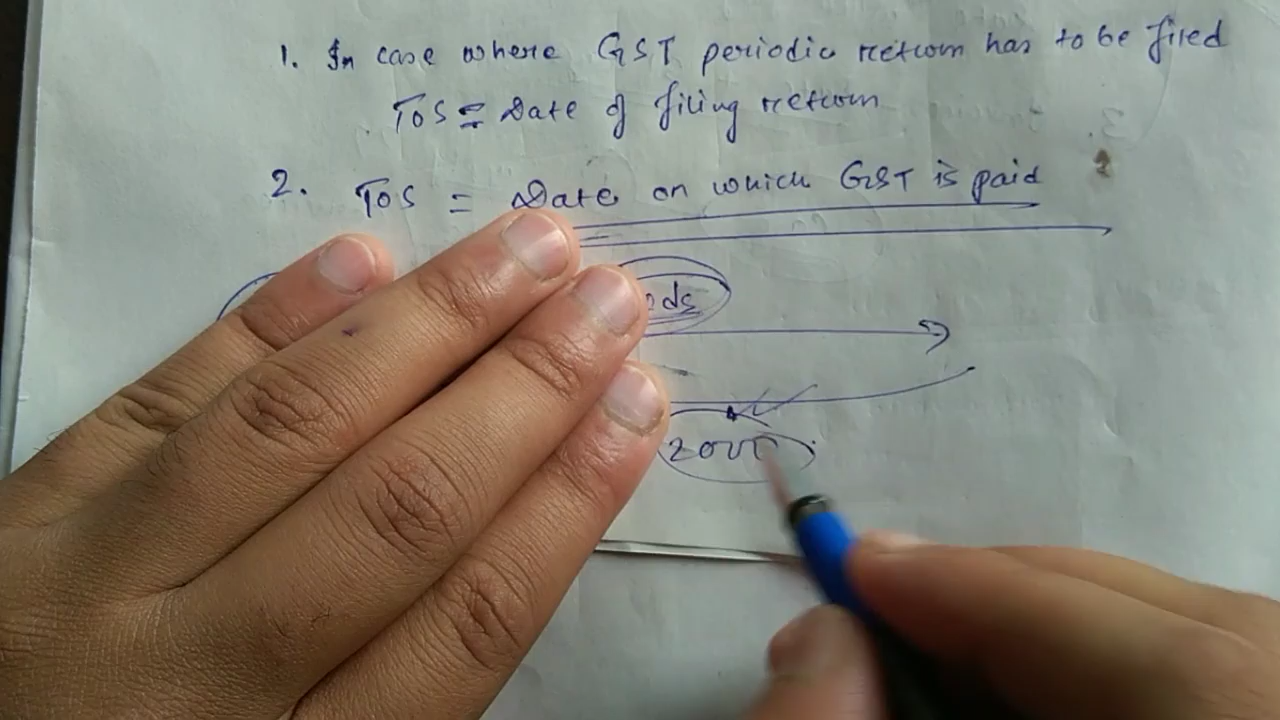 1. In case where GST periodic return has to be filed
TOS = Date of filing return
2. TOS = Date on which GST is paid
ods